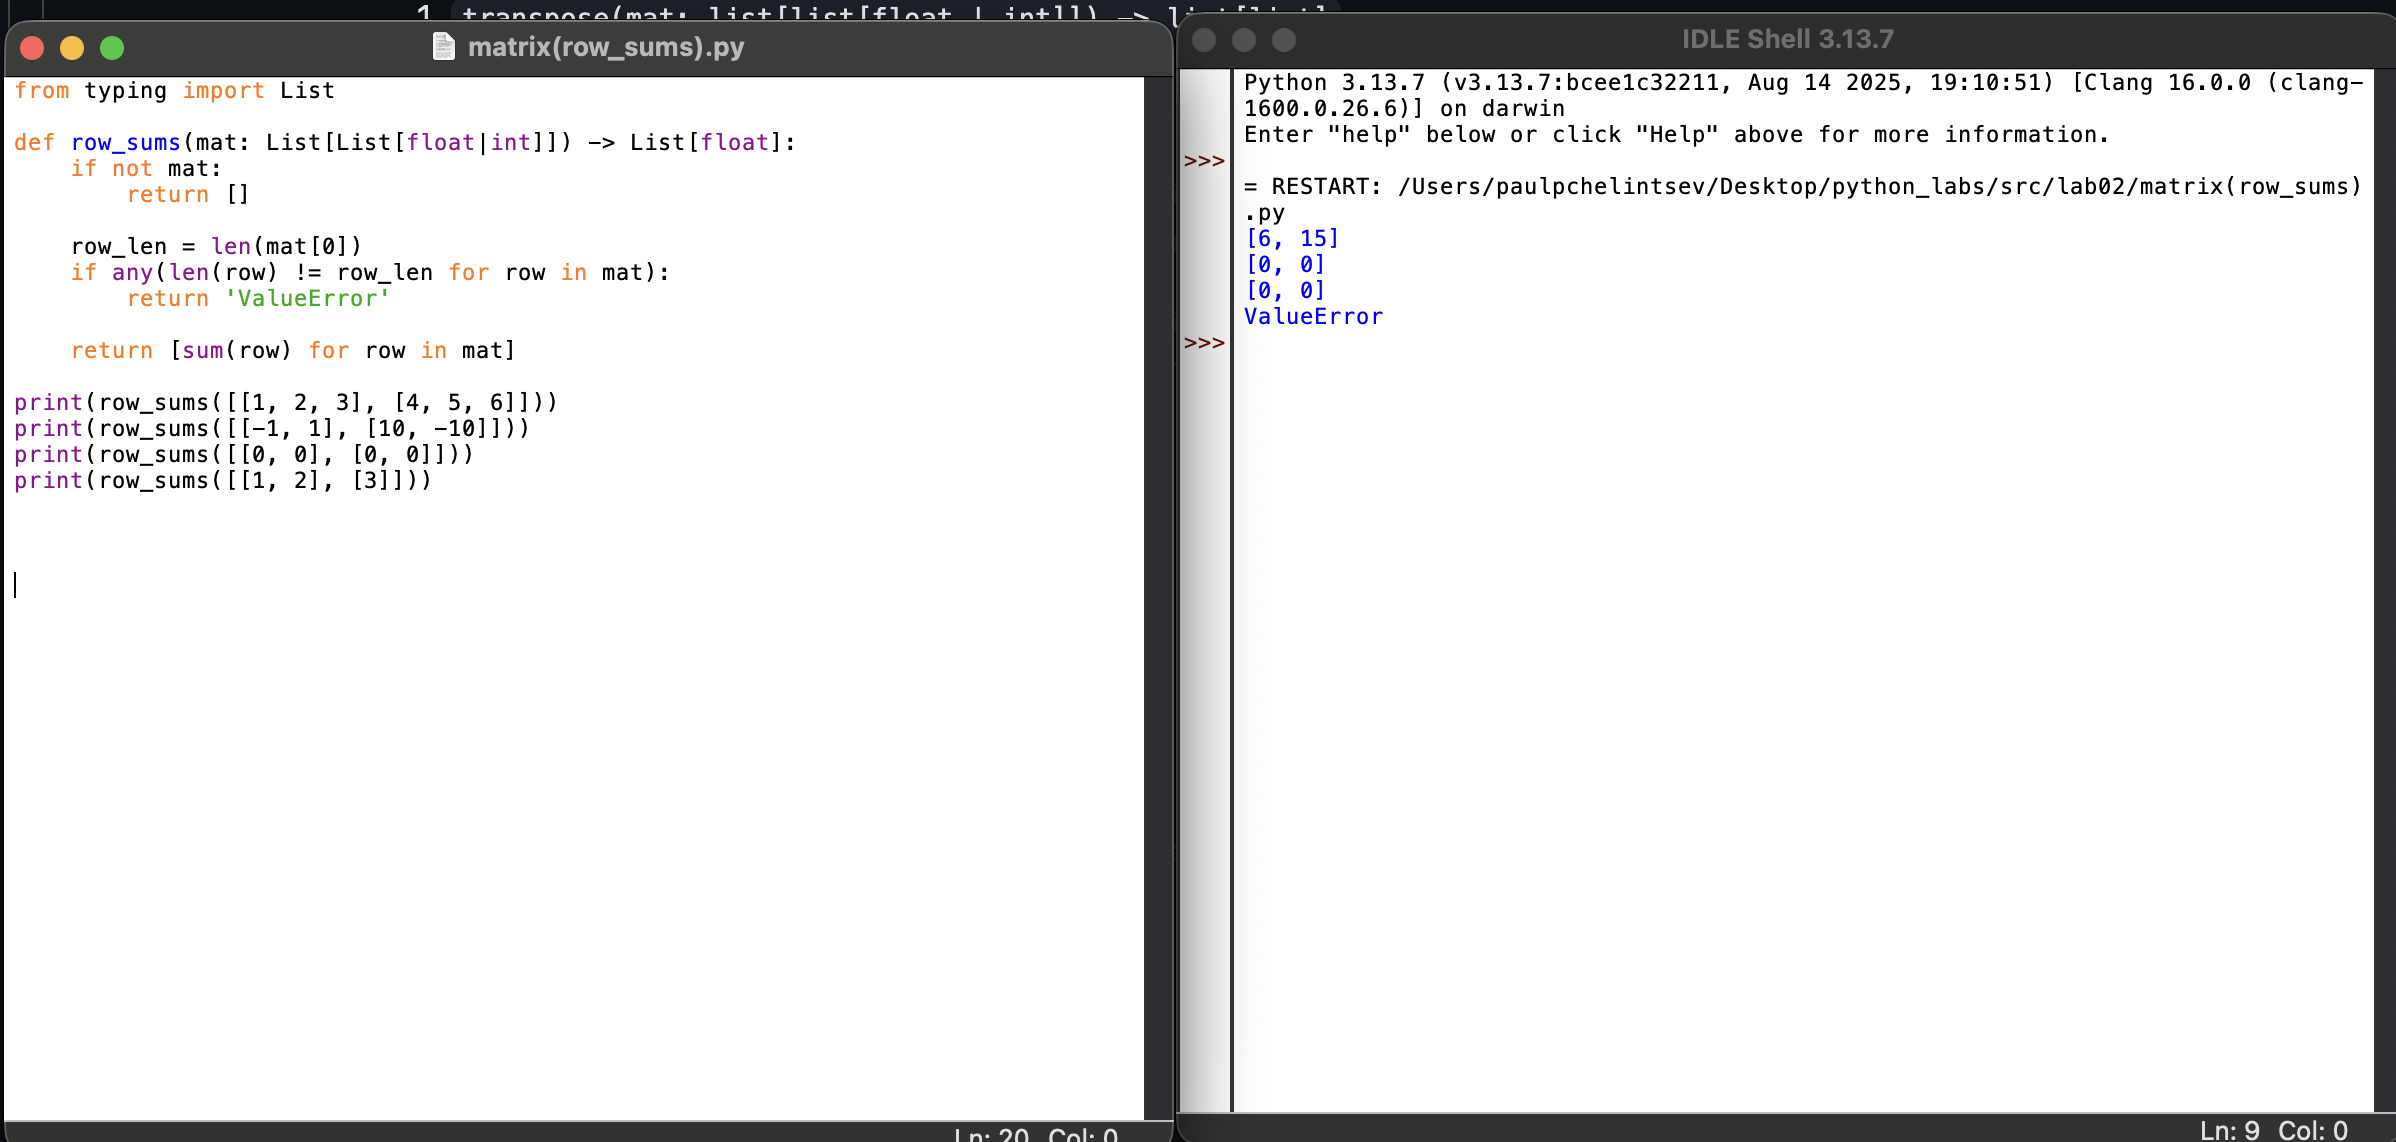 1 transpose(mat: list[list[float | int]]) -> list[list]
matrix(row_sums).py
from typing import List
def row_sums(mat: List[List[float|int]]) -> List[float]:
    if not mat:
        return []
    row_len = len(mat[0])
    if any(len(row) != row_len for row in mat):
        return 'ValueError'
    return [sum(row) for row in mat]
print(row_sums([[1, 2, 3], [4, 5, 6]]))
print(row_sums([[-1, 1], [10, -10]]))
print(row_sums([[0, 0], [0, 0]]))
print(row_sums([[1, 2], [3]]))
Ln: 20 Col: 0
IDLE Shell 3.13.7
Python 3.13.7 (v3.13.7:bcee1c32211, Aug 14 2025, 19:10:51) [Clang 16.0.0 (clang-
1600.0.26.6)] on darwin
Enter "help" below or click "Help" above for more information.
>>>
= RESTART: /Users/paulpchelintsev/Desktop/python_labs/src/lab02/matrix(row_sums)
.py
[6, 15]
[0, 0]
[0, 0]
ValueError
>>>
Ln: 9 Col: 0